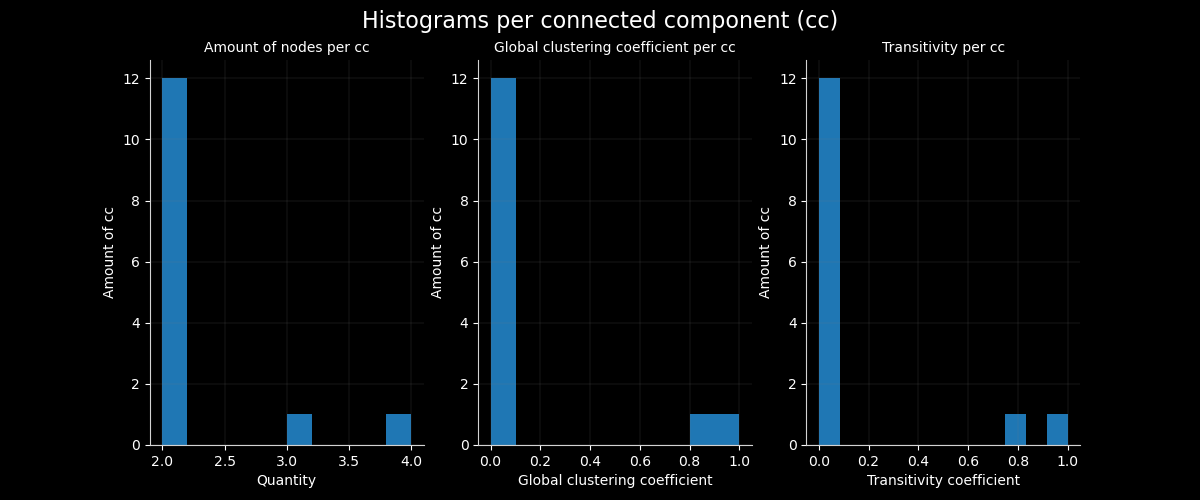 Histograms per connected component (cc)
Amount of nodes per cc
Amount of cc
12
10
8
6
4
2
0
2.0 2.5 3.0 3.5 4.0
Quantity
Global clustering coefficient per cc
Amount of cc
12
10
8
6
4
2
0
0.0 0.2 0.4 0.6 0.8 1.0
Global clustering coefficient
Transitivity per cc
Amount of cc
12
10
8
6
4
2
0
0.0 0.2 0.4 0.6 0.8 1.0
Transitivity coefficient